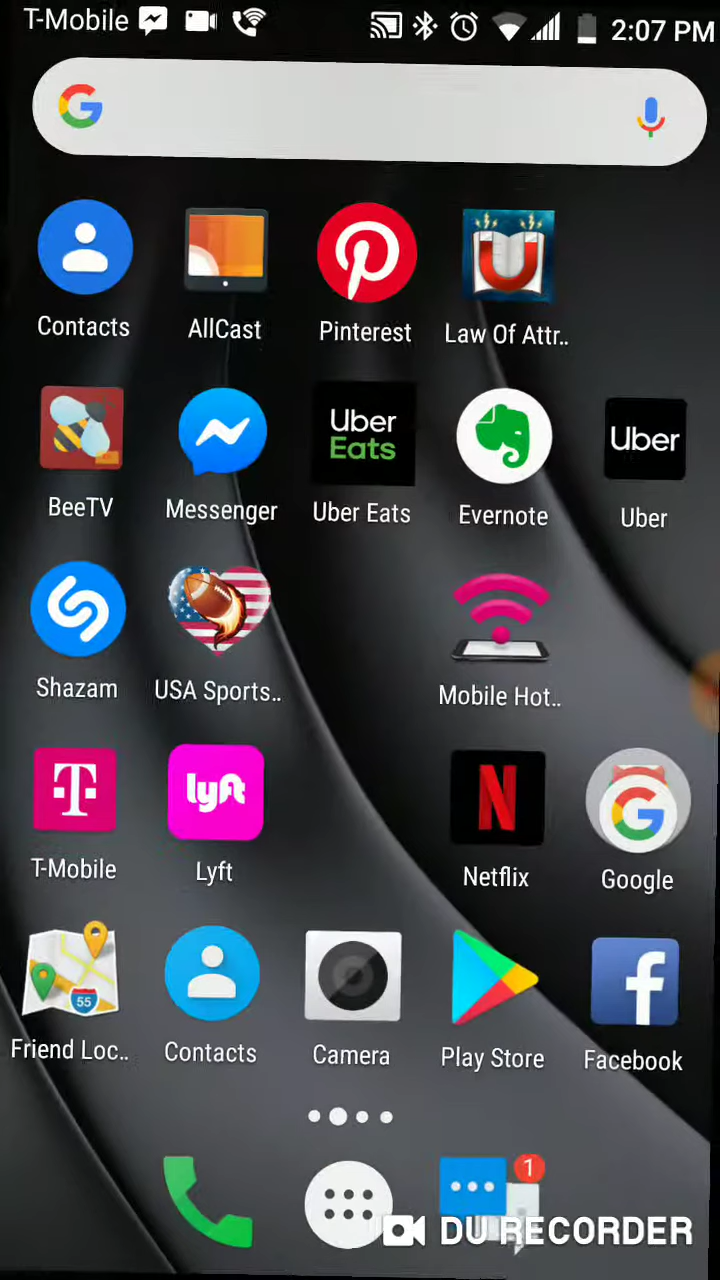 T-Mobile 2:07 PM
Contacts AllCast Pinterest Law Of Attr..
Uber
Eats
Uber
BeeTV Messenger Uber Eats Evernote Uber
Shazam USA Sports.. Mobile Hot..
T lyft N G
T-Mobile Lyft Netflix Google
55 f
Friend Loc.. Contacts Camera Play Store Facebook
1
DU RECORDER